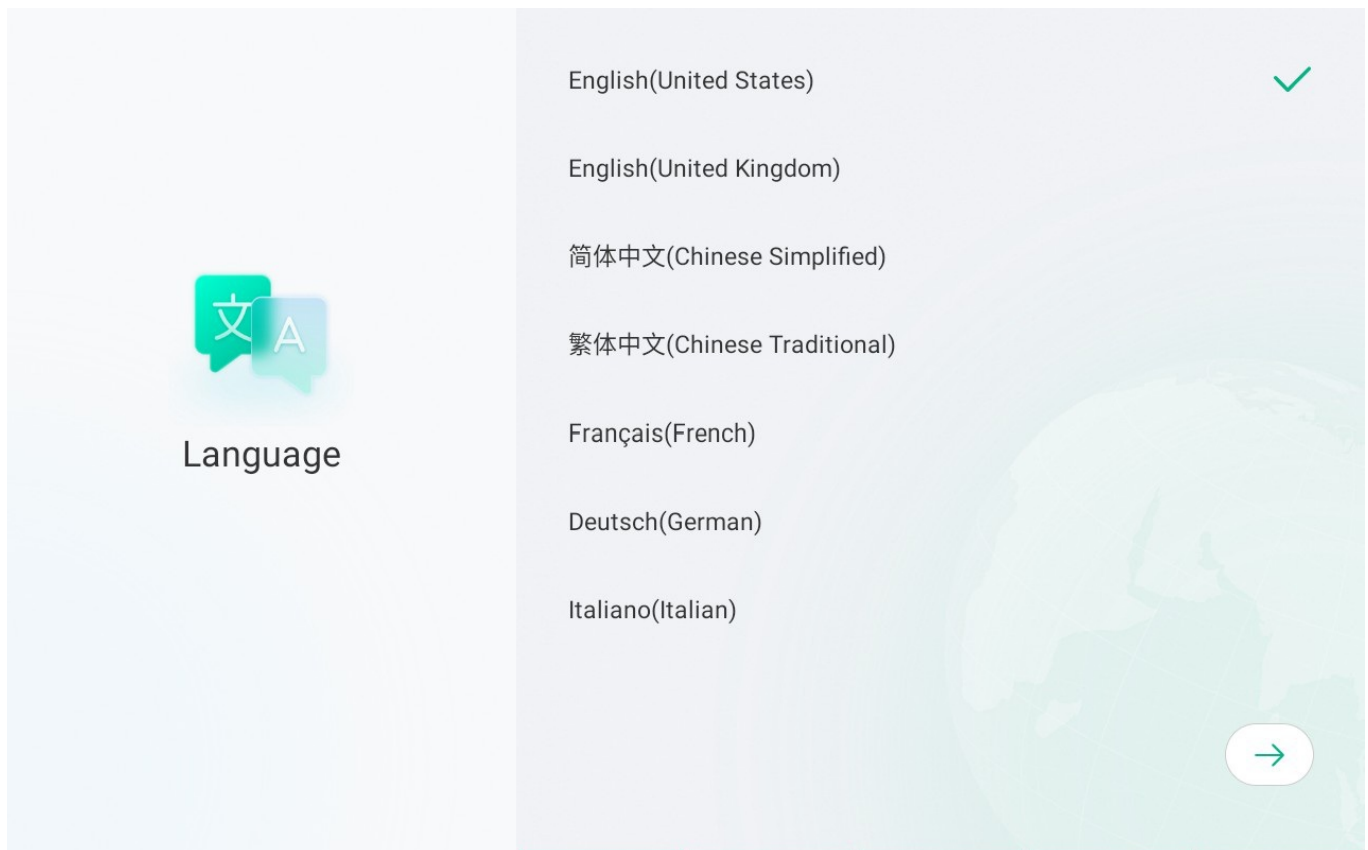 文 A
Language
English(United States)
English(United Kingdom)
简体中文(Chinese Simplified)
繁体中文(Chinese Traditional)
Français(French)
Deutsch(German)
Italiano(Italian)